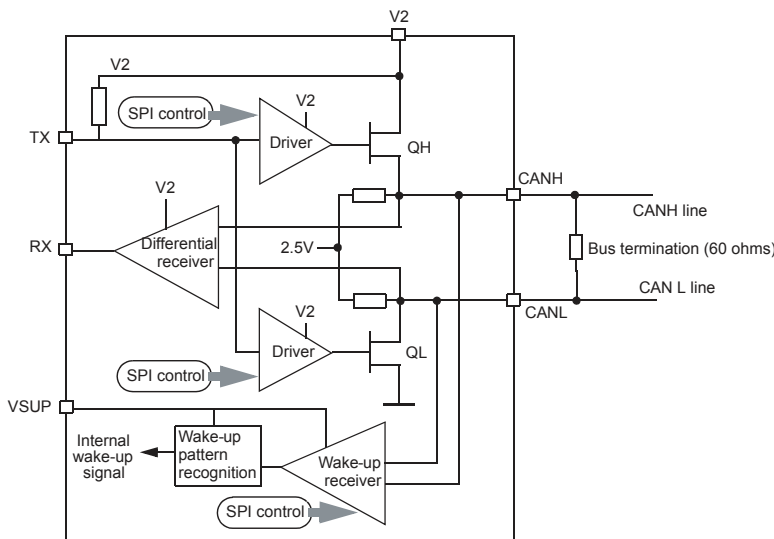 V2
V2
SPI control
V2
TX
Driver
QH
CANH
V2
CANH line
RX
Differential
receiver
2.5V
Bus termination (60 ohms)
V2
CAN L line
CANL
Driver
QL
SPI control
VSUP
Internal
wake-up
signal
Wake-up
pattern
recognition
Wake-up
receiver
SPI control